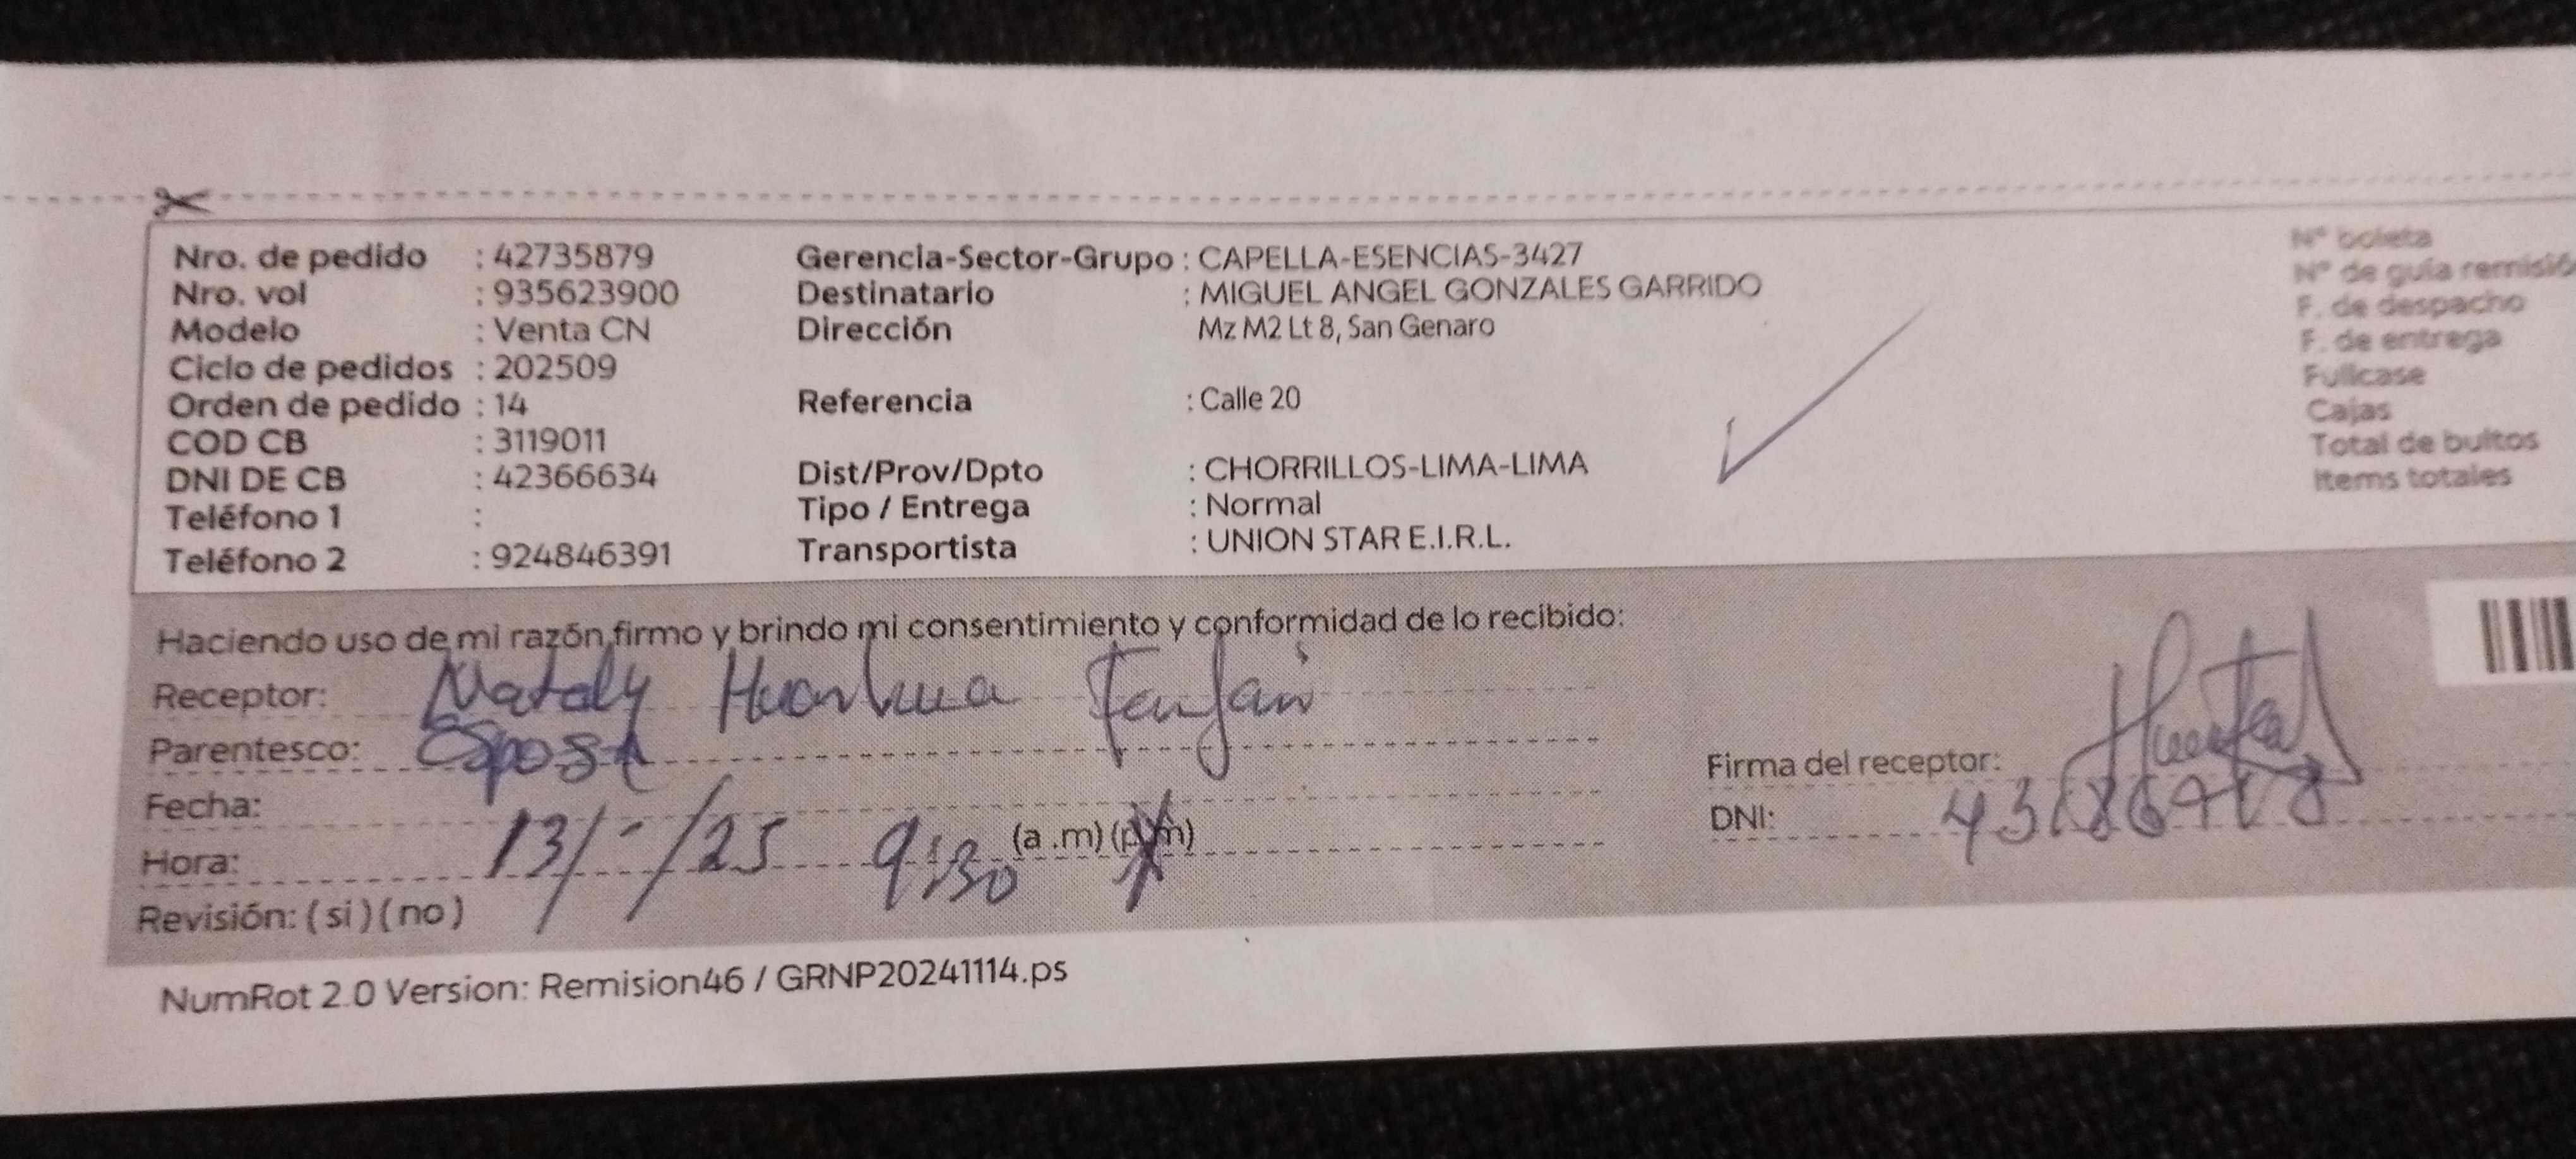 Nro. de pedido : 42735879 Gerencia-Sector-Grupo : CAPELLA-ESENCIAS-3427 Nº boleta
Nro. vol : 935623900 Destinatario : MIGUEL ANGEL GONZALES GARRIDO Nº de guía remisió
Modelo : Venta CN Dirección Mz M2 Lt 8, San Genaro F. de despacho
Ciclo de pedidos : 202509 F. de entrega
Orden de pedido : 14 Referencia : Calle 20 Fullcase
COD CB : 3119011 Cajas
DNI DE CB : 42366634 Dist/Prov/Dpto : CHORRILLOS-LIMA-LIMA Total de bultos
Teléfono 1 : Tipo / Entrega : Normal Items totales
Teléfono 2 : 924846391 Transportista : UNION STAR E.I.R.L.
Haciendo uso de mi razón, firmo y brindo mi consentimiento y conformidad de lo recibido:
Receptor: Nataly
Parentesco: Esposa Firma del receptor:
Fecha: 13/-/25 DNI:
Hora: 9:30 (a .m) (p.m)
Revisión: ( si ) ( no )
NumRot 2.0 Version: Remision46 / GRNP20241114.ps